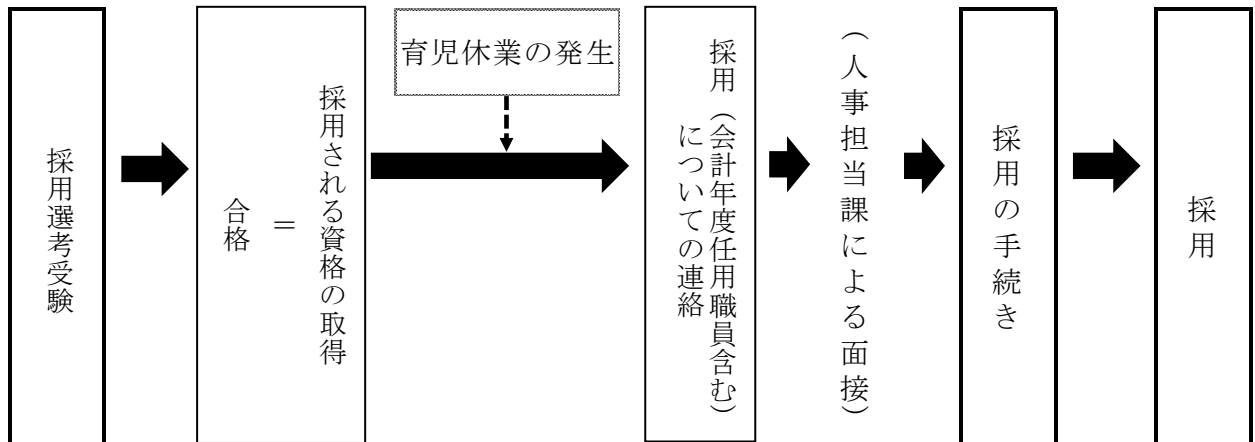 採用選考受験
合格
＝
採用される資格の取得
育児休業の発生
採用（会計年度任用職員含む）
についての連絡
（人事担当課による面接）
採用の手続き
採用